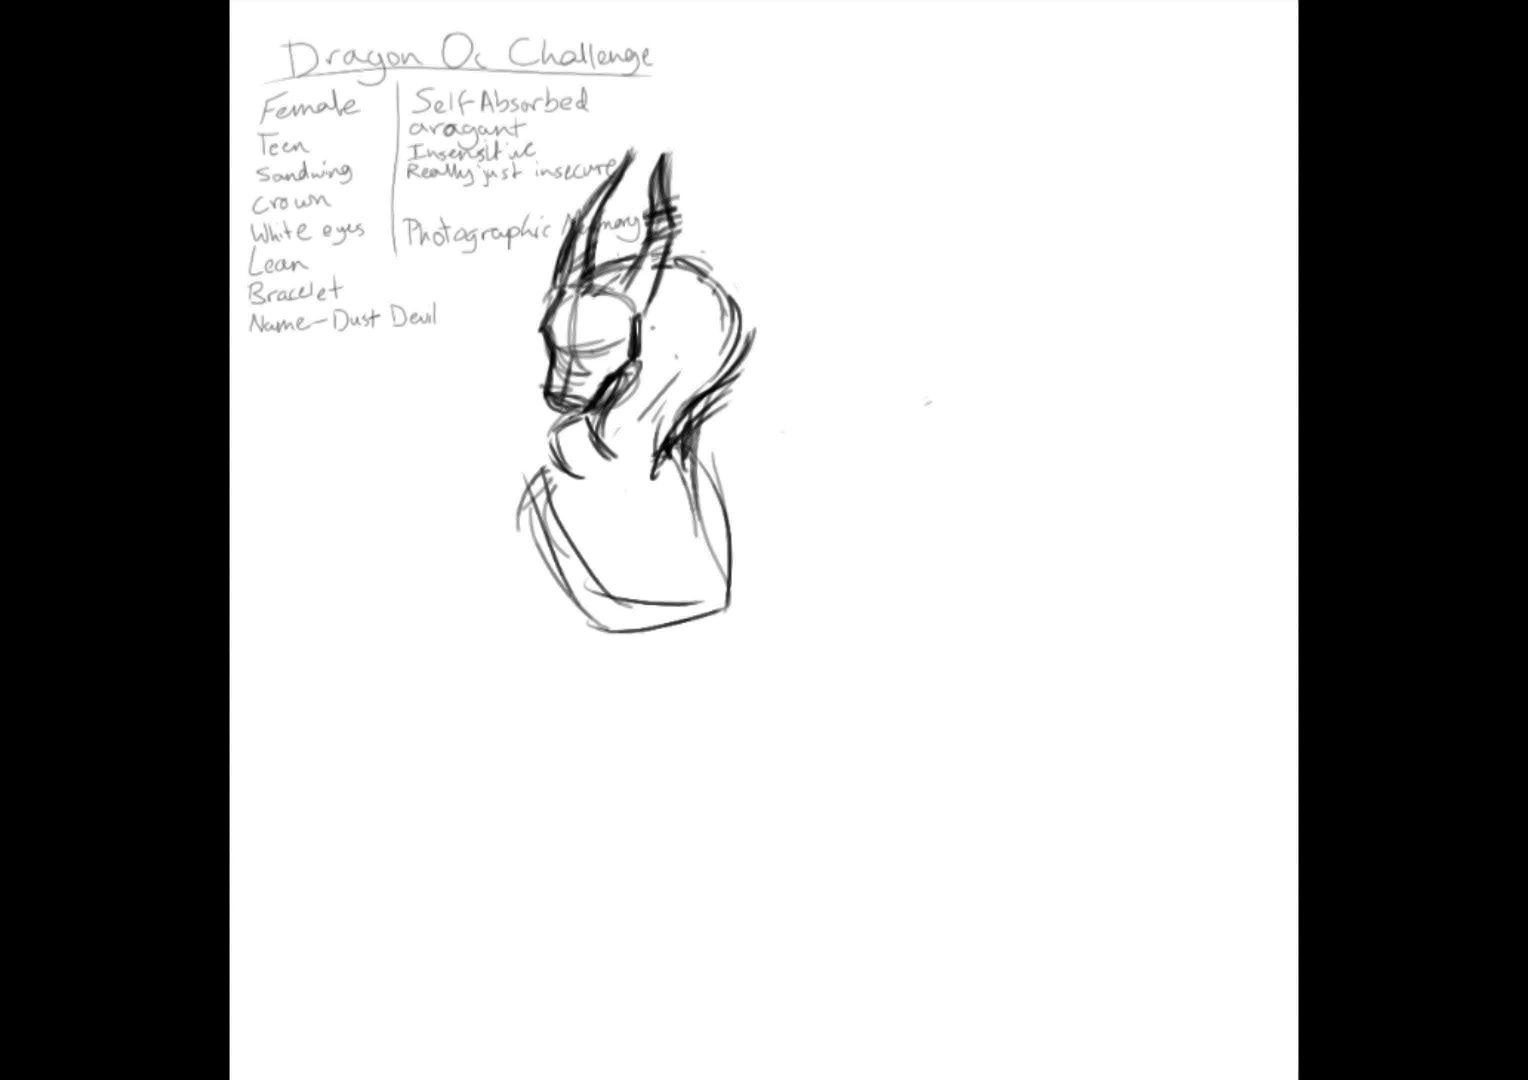 Dragon Oc Challenge
Female
Teen
Sandwing
Crown
White eyes
Lean
Bracelet
Name-Dust Devil
Self-Absorbed
aragant
Insensitive
Really just insecure
Photographic Memory